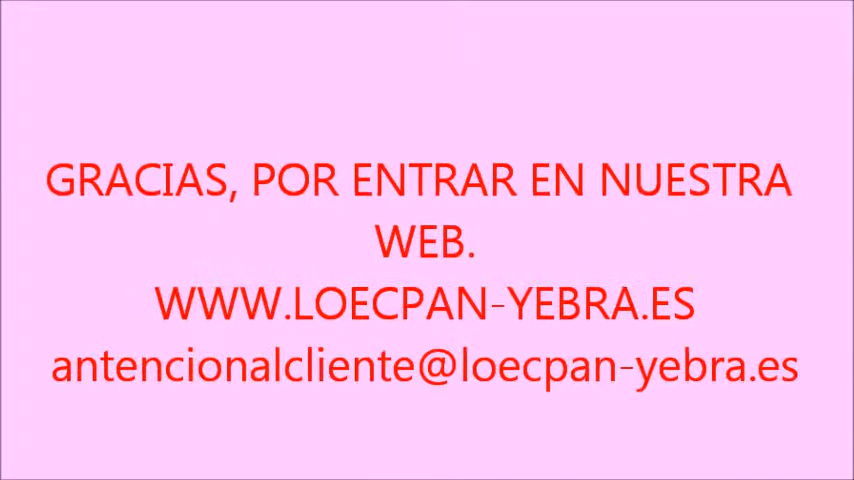 GRACIAS, POR ENTRAR EN NUESTRA
WEB.
WWW.LOECPAN-YEBRA.ES
antencionalcliente@loecpan-yebra.es